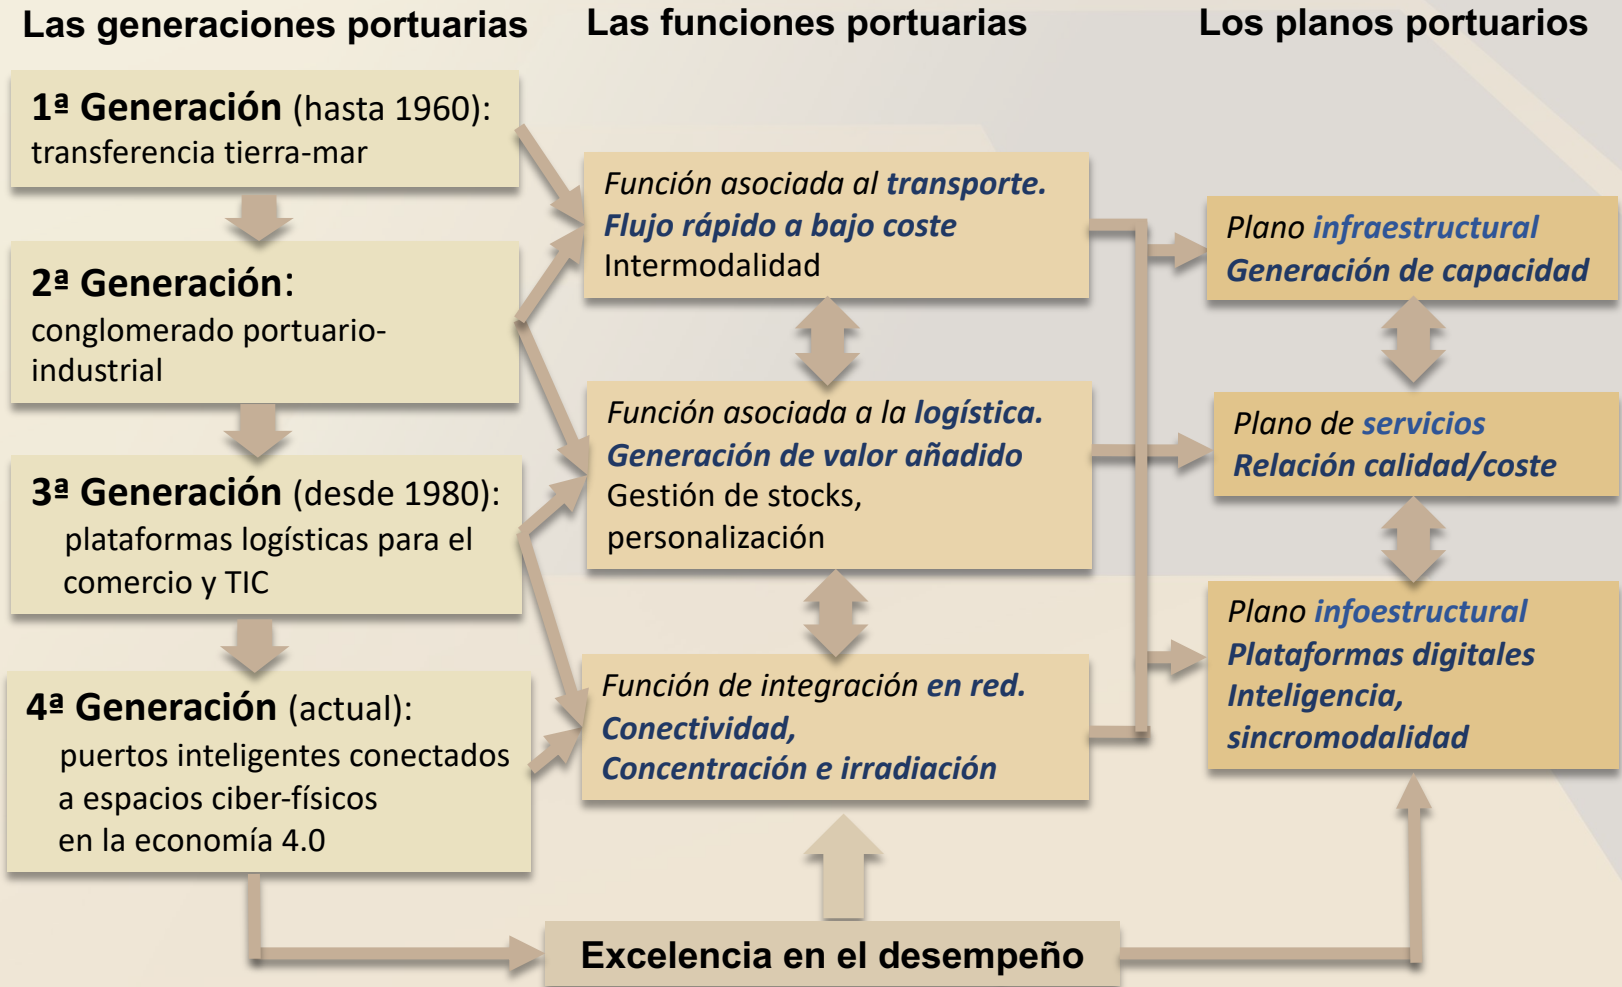 Las generaciones portuarias
1ª Generación (hasta 1960):
transferencia tierra-mar
2ª Generación:
conglomerado portuario-
industrial
3ª Generación (desde 1980):
plataformas logísticas para el
comercio y TIC
4ª Generación (actual):
puertos inteligentes conectados
a espacios ciber-físicos
en la economía 4.0
Las funciones portuarias
Función asociada al transporte.
Flujo rápido a bajo coste
Intermodalidad
Función asociada a la logística.
Generación de valor añadido
Gestión de stocks,
personalización
Función de integración en red.
Conectividad,
Concentración e irradiación
Los planos portuarios
Plano infraestructural
Generación de capacidad
Plano de servicios
Relación calidad/coste
Plano infoestructural
Plataformas digitales
Inteligencia,
sincromodalidad
Excelencia en el desempeño